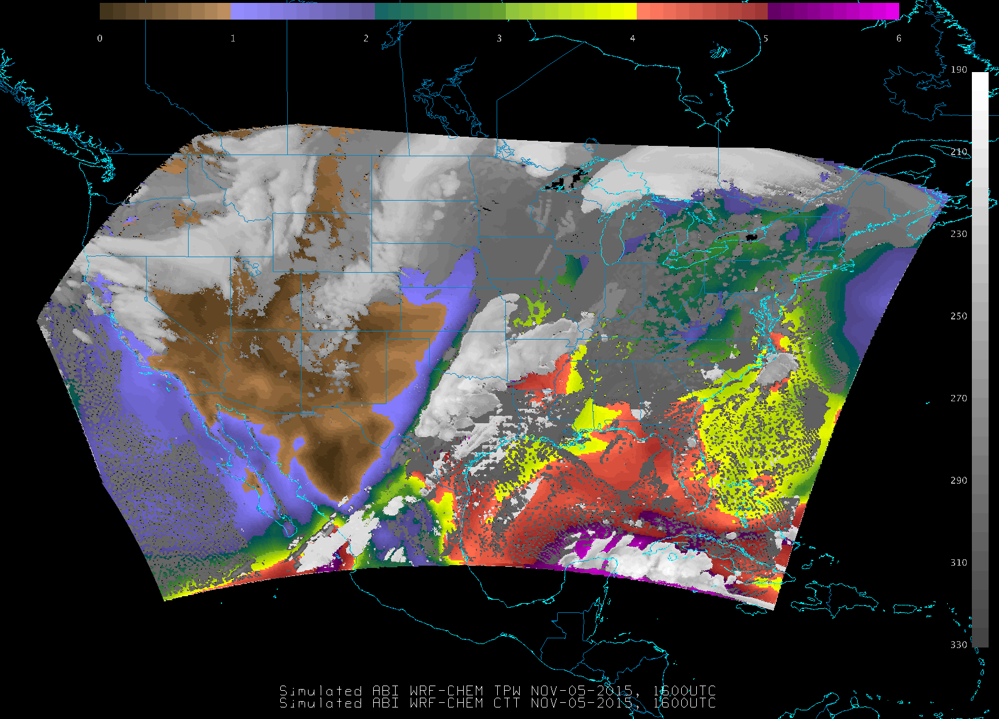 0 1 2 3 4 5 6
190
210
230
250
270
290
310
330
Simulated ABI WRF-CHEM TPW NOV-05-2015, 1600UTC
Simulated ABI WRF-CHEM CTT NOV-05-2015, 1600UTC